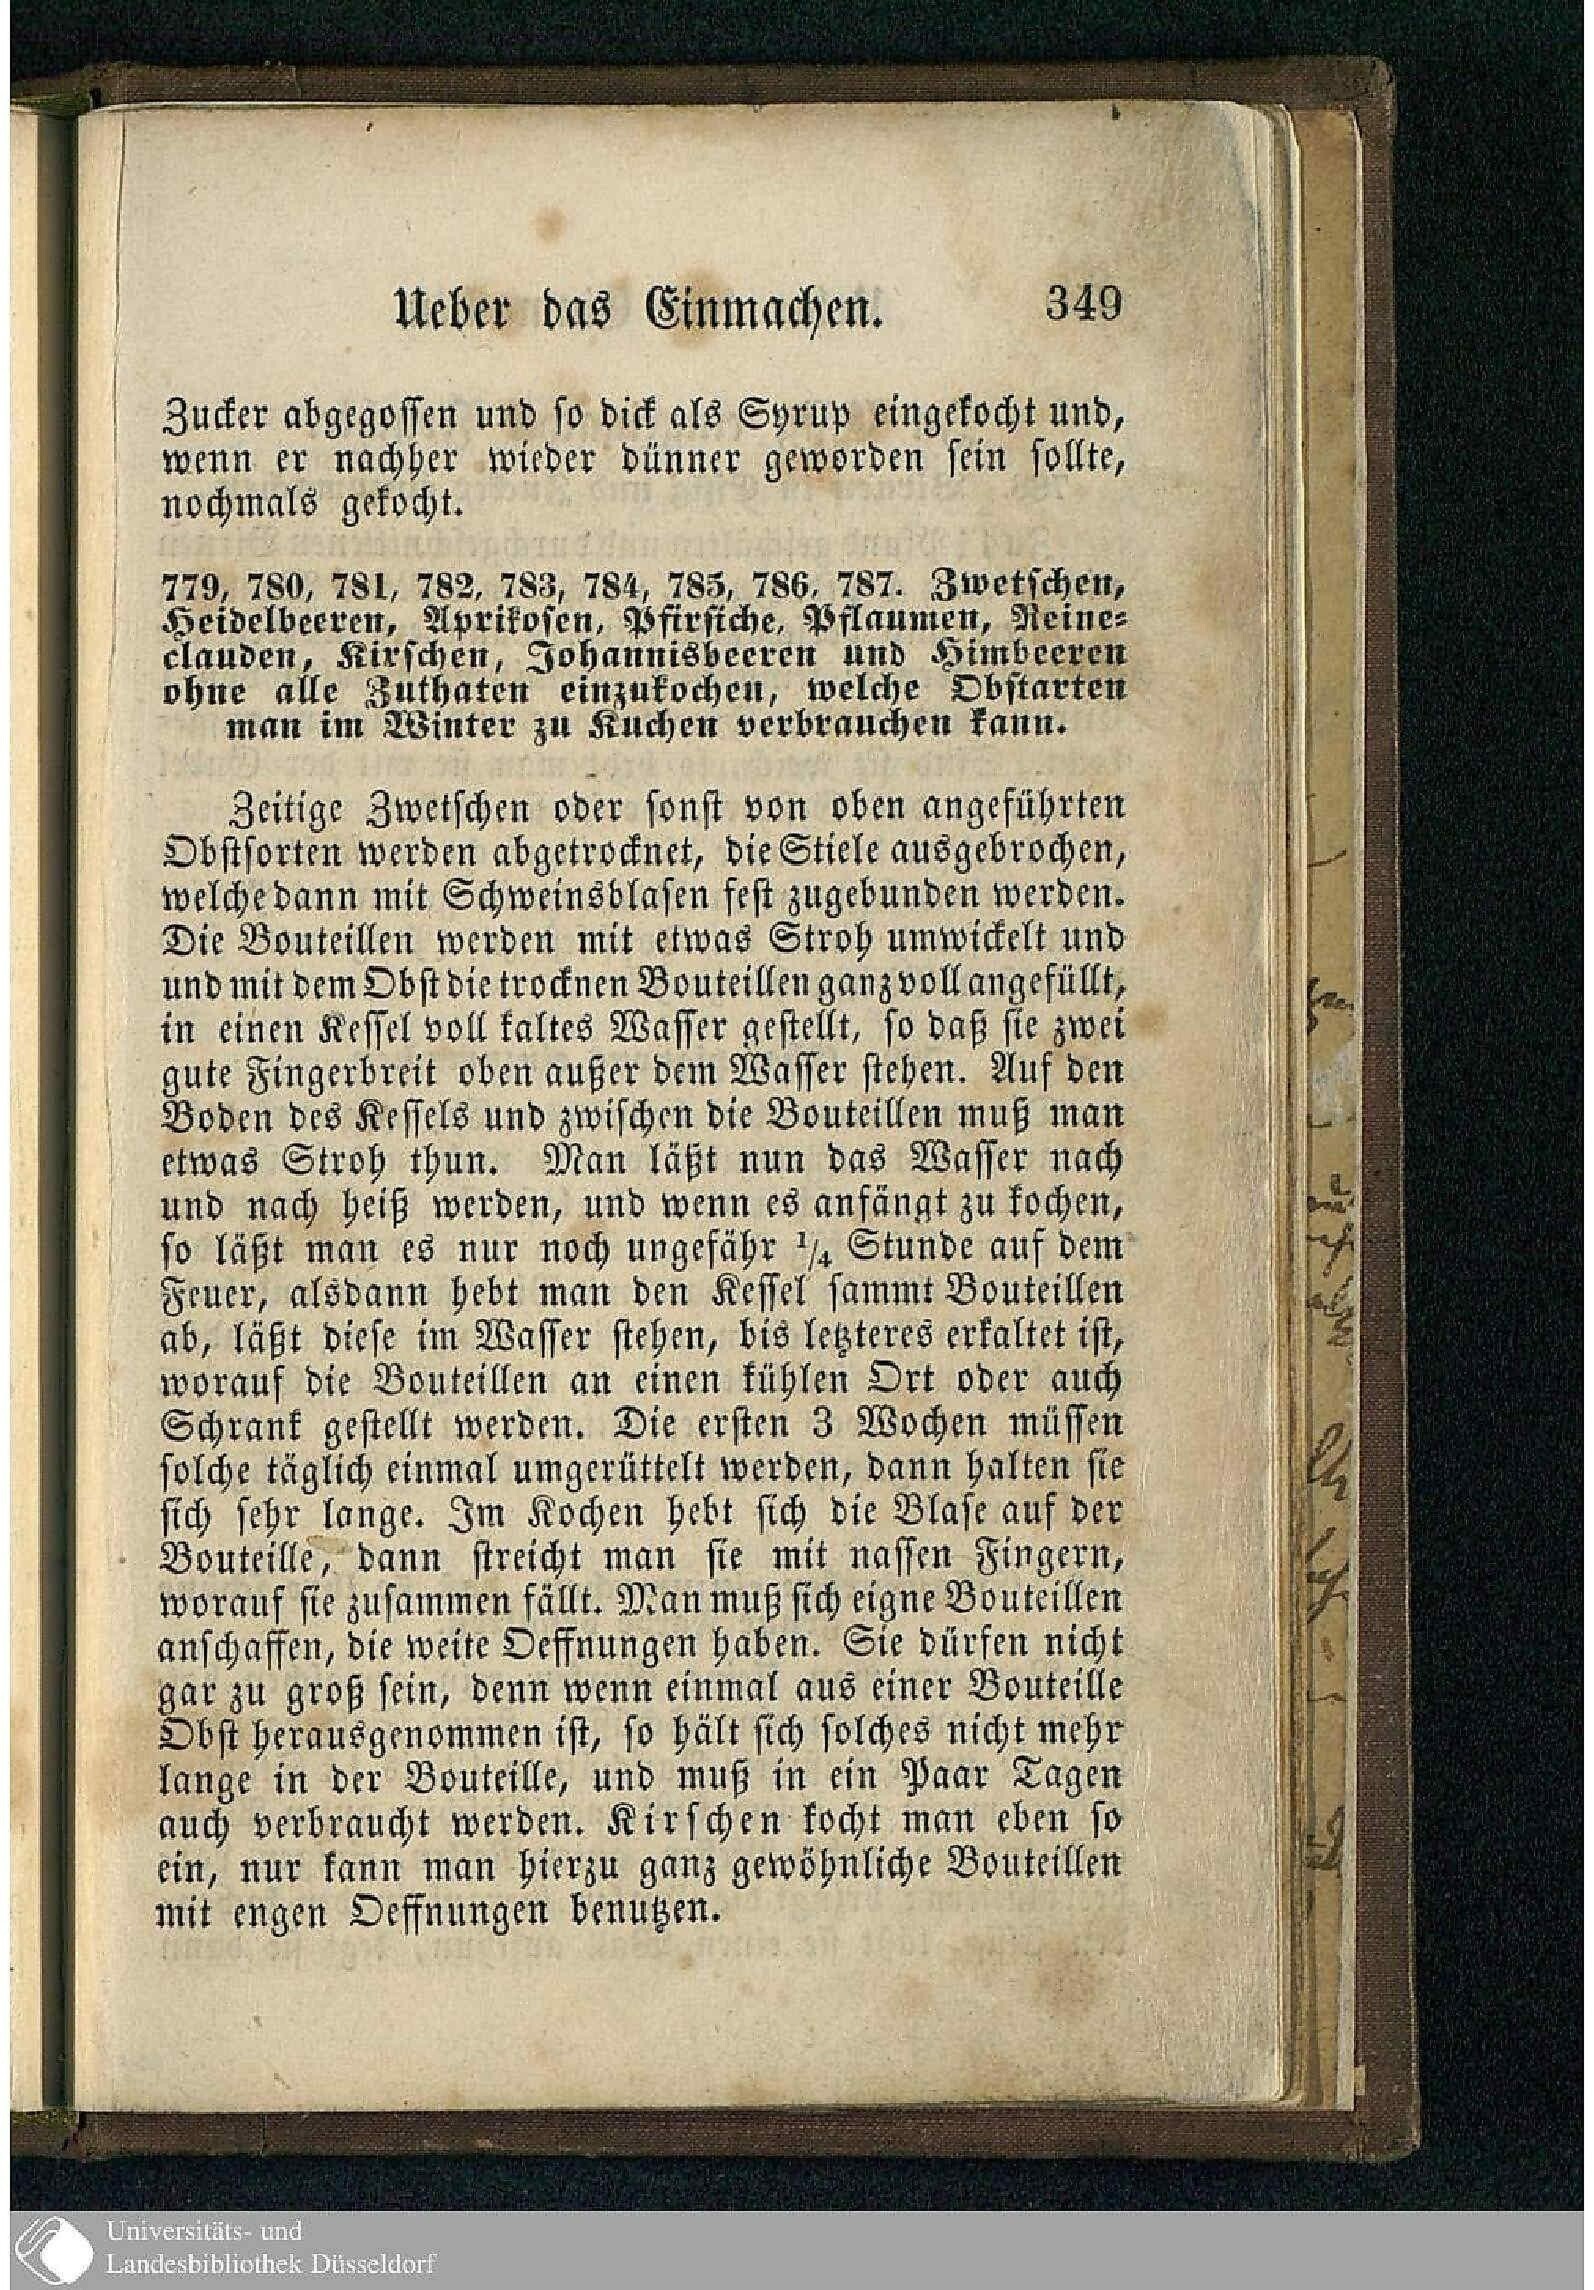 Ueber das Einmachen. 349
Zucker abgegossen und so dick als Syrup eingekocht und,
wenn er nachher wieder dünner geworden sein sollte,
nochmals gekocht.
779, 780, 781, 782, 783, 784, 785, 786, 787. Zwetschen,
Heidelbeeren, Aprikosen, Pfirsiche, Pflaumen, Reine-
clauden, Kirschen, Johannisbeeren und Himbeeren
ohne alle Zuthaten einzukochen, welche Obstarten
man im Winter zu Kuchen verbrauchen kann.
Zeitige Zwetschen oder sonst von oben angeführten
Obstsorten werden abgetrocknet, die Stiele ausgebrochen,
welche dann mit Schweinsblasen fest zugebunden werden.
Die Bouteillen werden mit etwas Stroh umwickelt und
und mit dem Obst die trocknen Bouteillen ganz voll angefüllt,
in einen Kessel voll kaltes Wasser gestellt, so daß sie zwei
gute Fingerbreit oben außer dem Wasser stehen. Auf den
Boden des Kessels und zwischen die Bouteillen muß man
etwas Stroh thun. Man läßt nun das Wasser nach
und nach heiß werden, und wenn es anfängt zu kochen,
so läßt man es nur noch ungefähr 1/4 Stunde auf dem
Feuer, alsdann hebt man den Kessel sammt Bouteillen
ab, läßt diese im Wasser stehen, bis letzteres erkaltet ist,
worauf die Bouteillen an einen kühlen Ort oder auch
Schrank gestellt werden. Die ersten 3 Wochen müssen
solche täglich einmal umgerüttelt werden, dann halten sie
sich sehr lange. Im Kochen hebt sich die Blase auf der
Bouteille, dann streicht man sie mit nassen Fingern,
worauf sie zusammen fällt. Man muß sich eigne Bouteillen
anschaffen, die weite Oeffnungen haben. Sie dürfen nicht
gar zu groß sein, denn wenn einmal aus einer Bouteille
Obst herausgenommen ist, so hält sich solches nicht mehr
lange in der Bouteille, und muß in ein Paar Tagen
auch verbraucht werden. Kirschen kocht man eben so
ein, nur kann man hierzu ganz gewöhnliche Bouteillen
mit engen Oeffnungen benutzen.
Universitäts- und
Landesbibliothek Düsseldorf